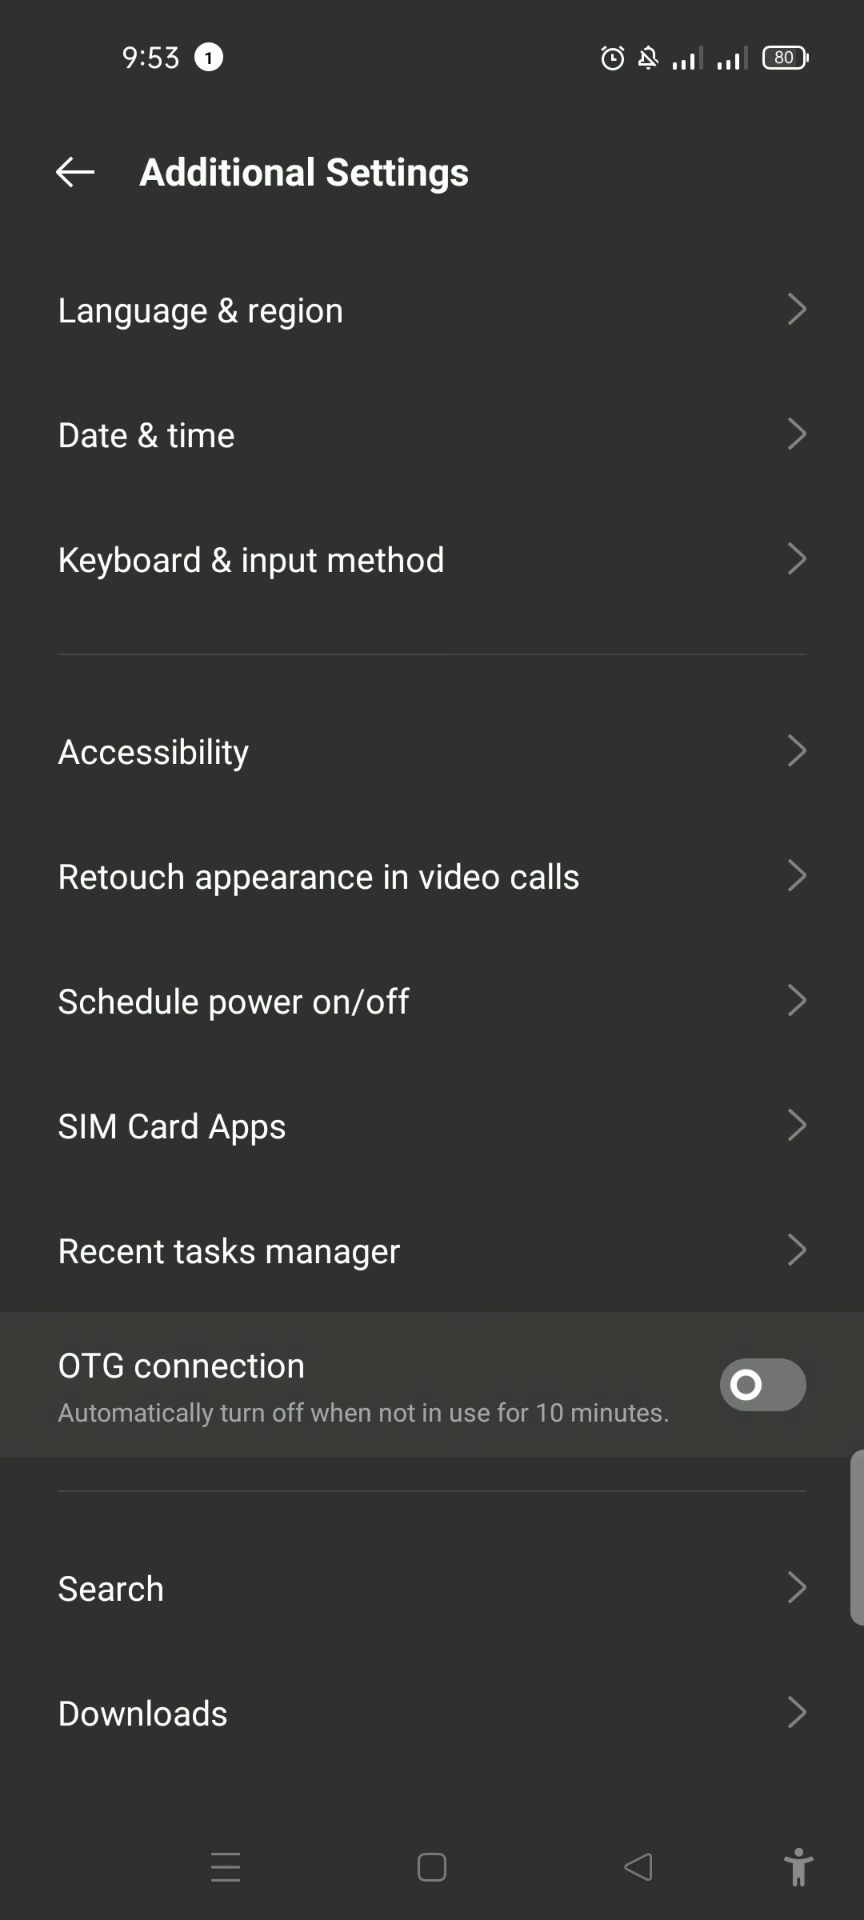 9:53 1 80
Additional Settings
Language & region
Date & time
Keyboard & input method
Accessibility
Retouch appearance in video calls
Schedule power on/off
SIM Card Apps
Recent tasks manager
OTG connection
Automatically turn off when not in use for 10 minutes.
Search
Downloads